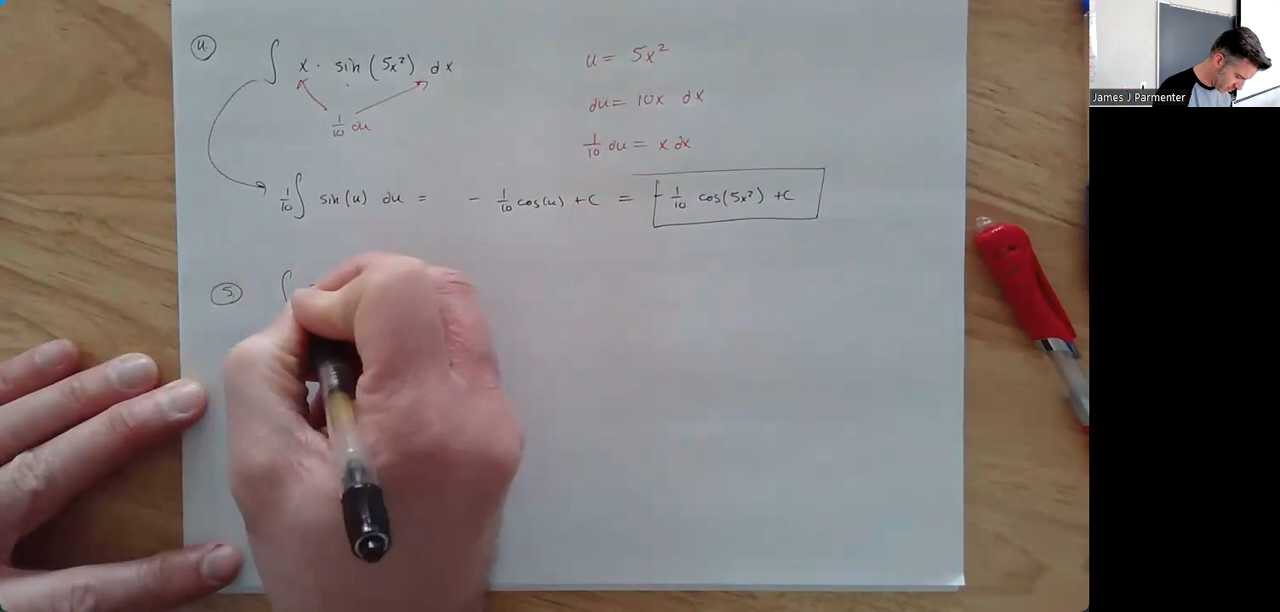 4. ∫ x · sin(5x²) dx
u = 5x²
du = 10x dx
1/10 du
1/10 du = x dx
1/10 ∫ sin(u) du = - 1/10 cos(u) + C = - 1/10 cos(5x²) + C
5. ∫
James J Parmenter